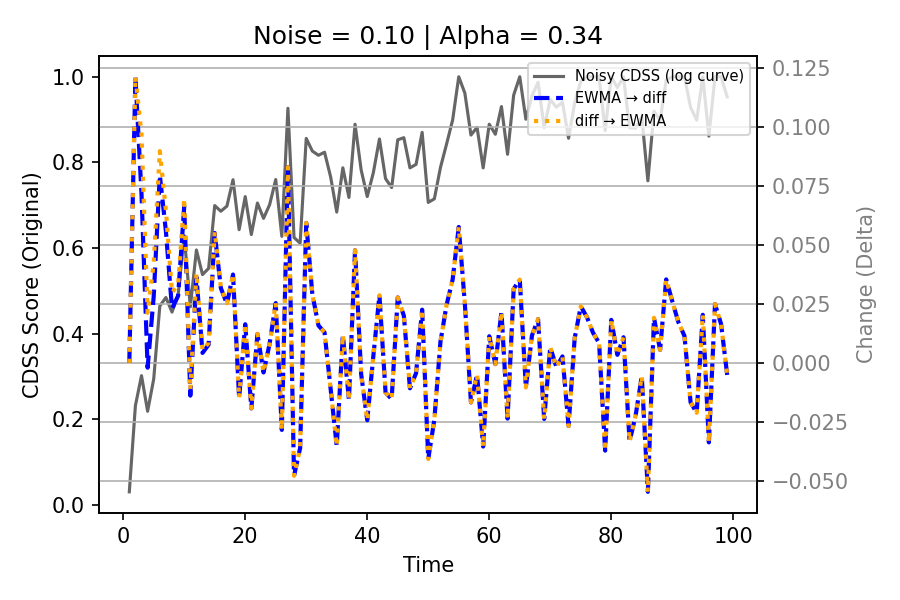 Noise = 0.10 | Alpha = 0.34
Noisy CDSS (log curve)
EWMA → diff
diff → EWMA
CDSS Score (Original)
1.0
0.8
0.6
0.4
0.2
0.0
0.125
0.100
0.075
0.050
0.025
0.000
−0.025
−0.050
Change (Delta)
0 20 40 60 80 100
Time